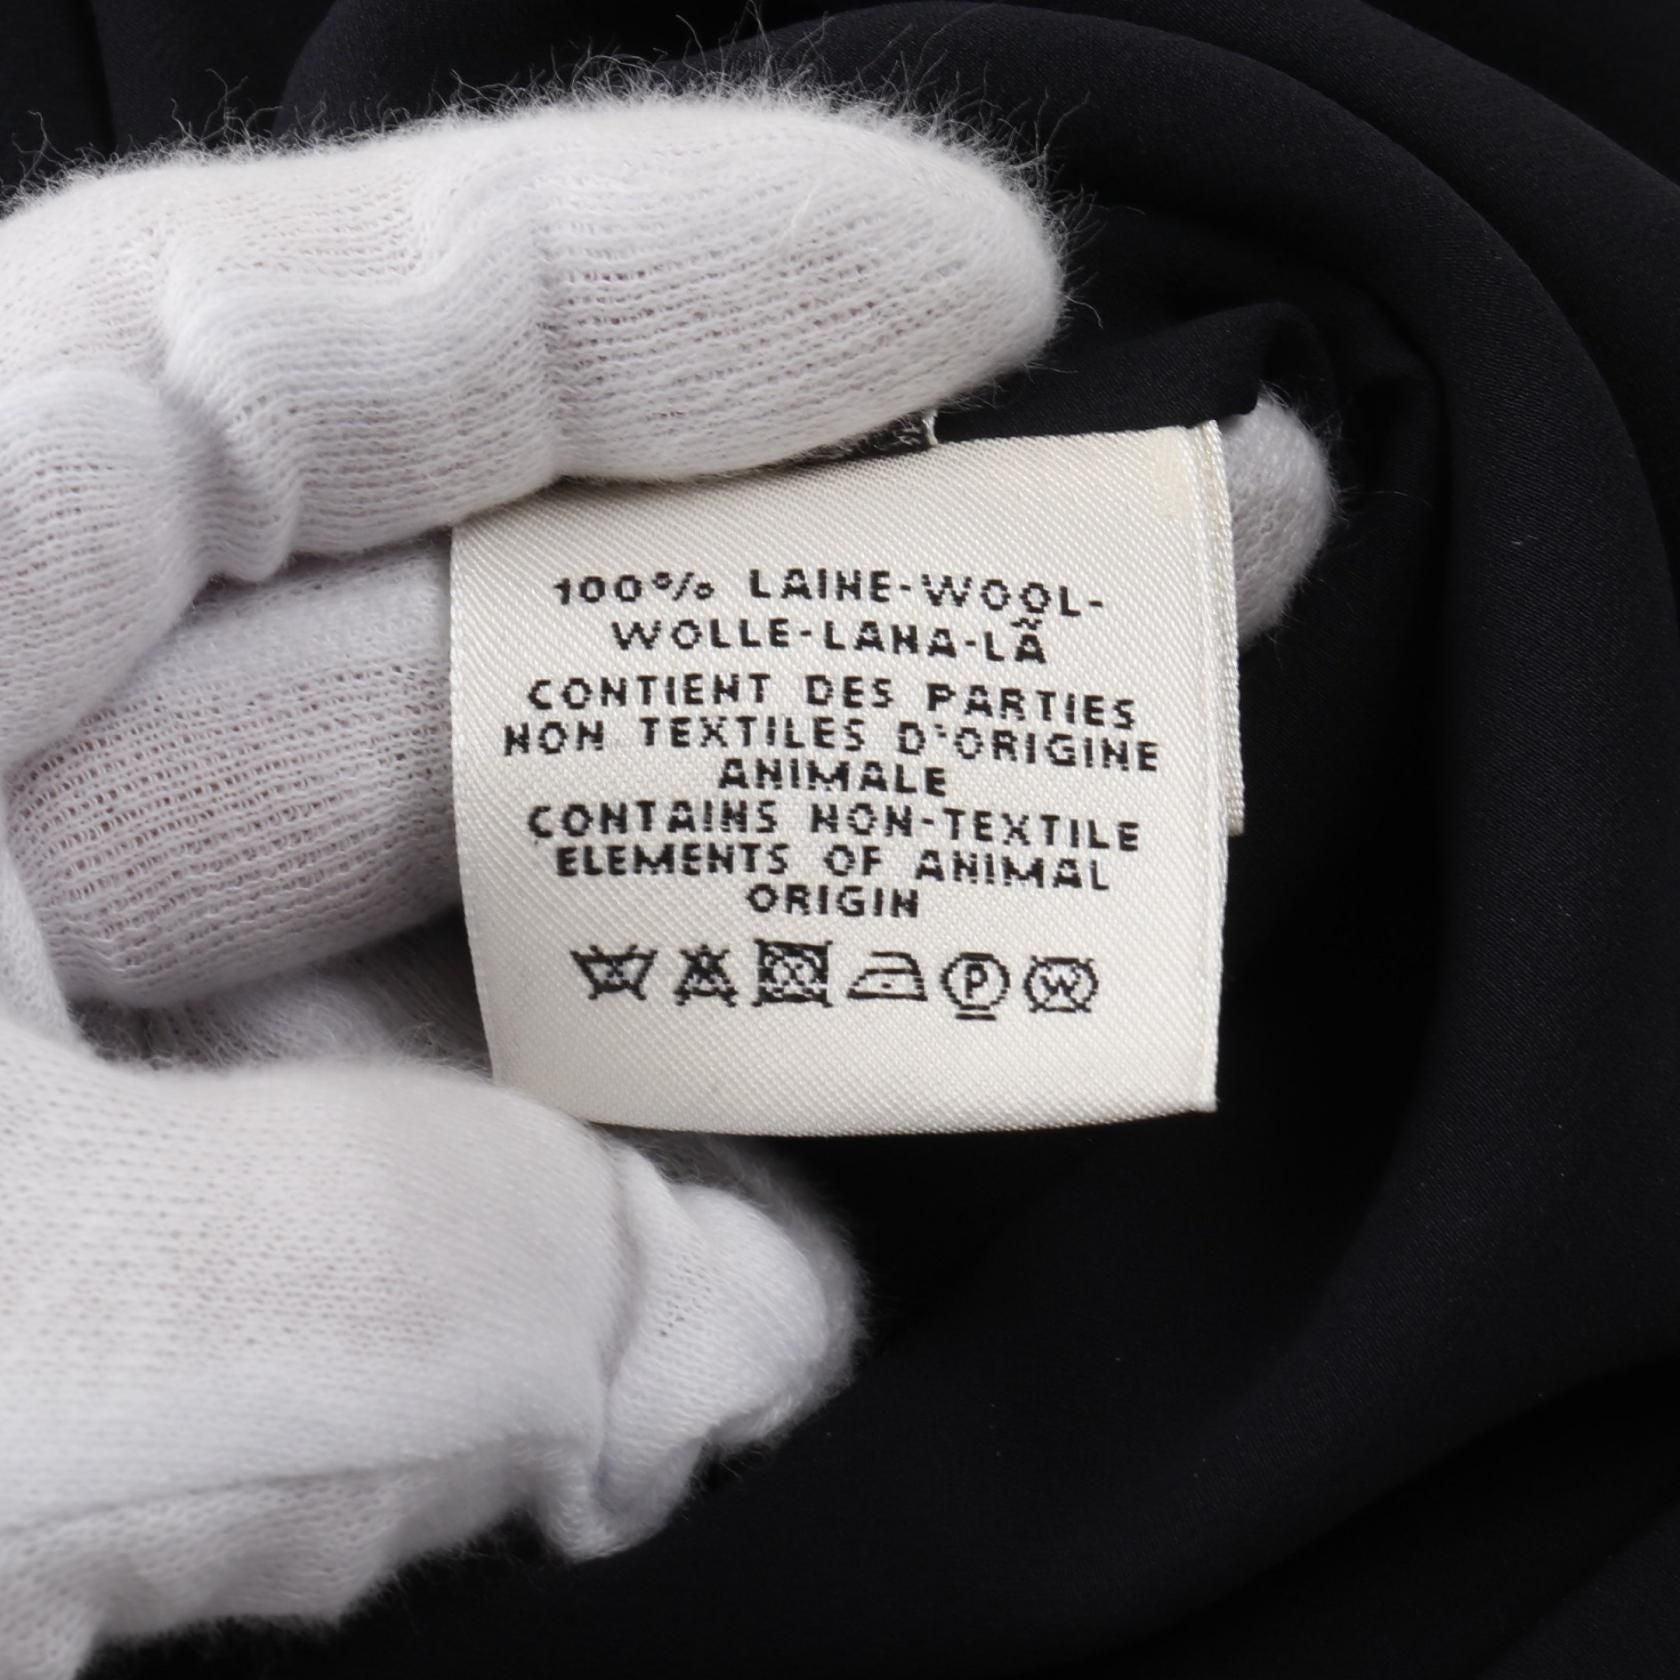 100% LAINE-WOOL-
WOLLE-LANA-LÃ
CONTIENT DES PARTIES
NON TEXTILES D'ORIGINE
ANIMALE
CONTAINS NON-TEXTILE
ELEMENTS OF ANIMAL
ORIGIN
P W